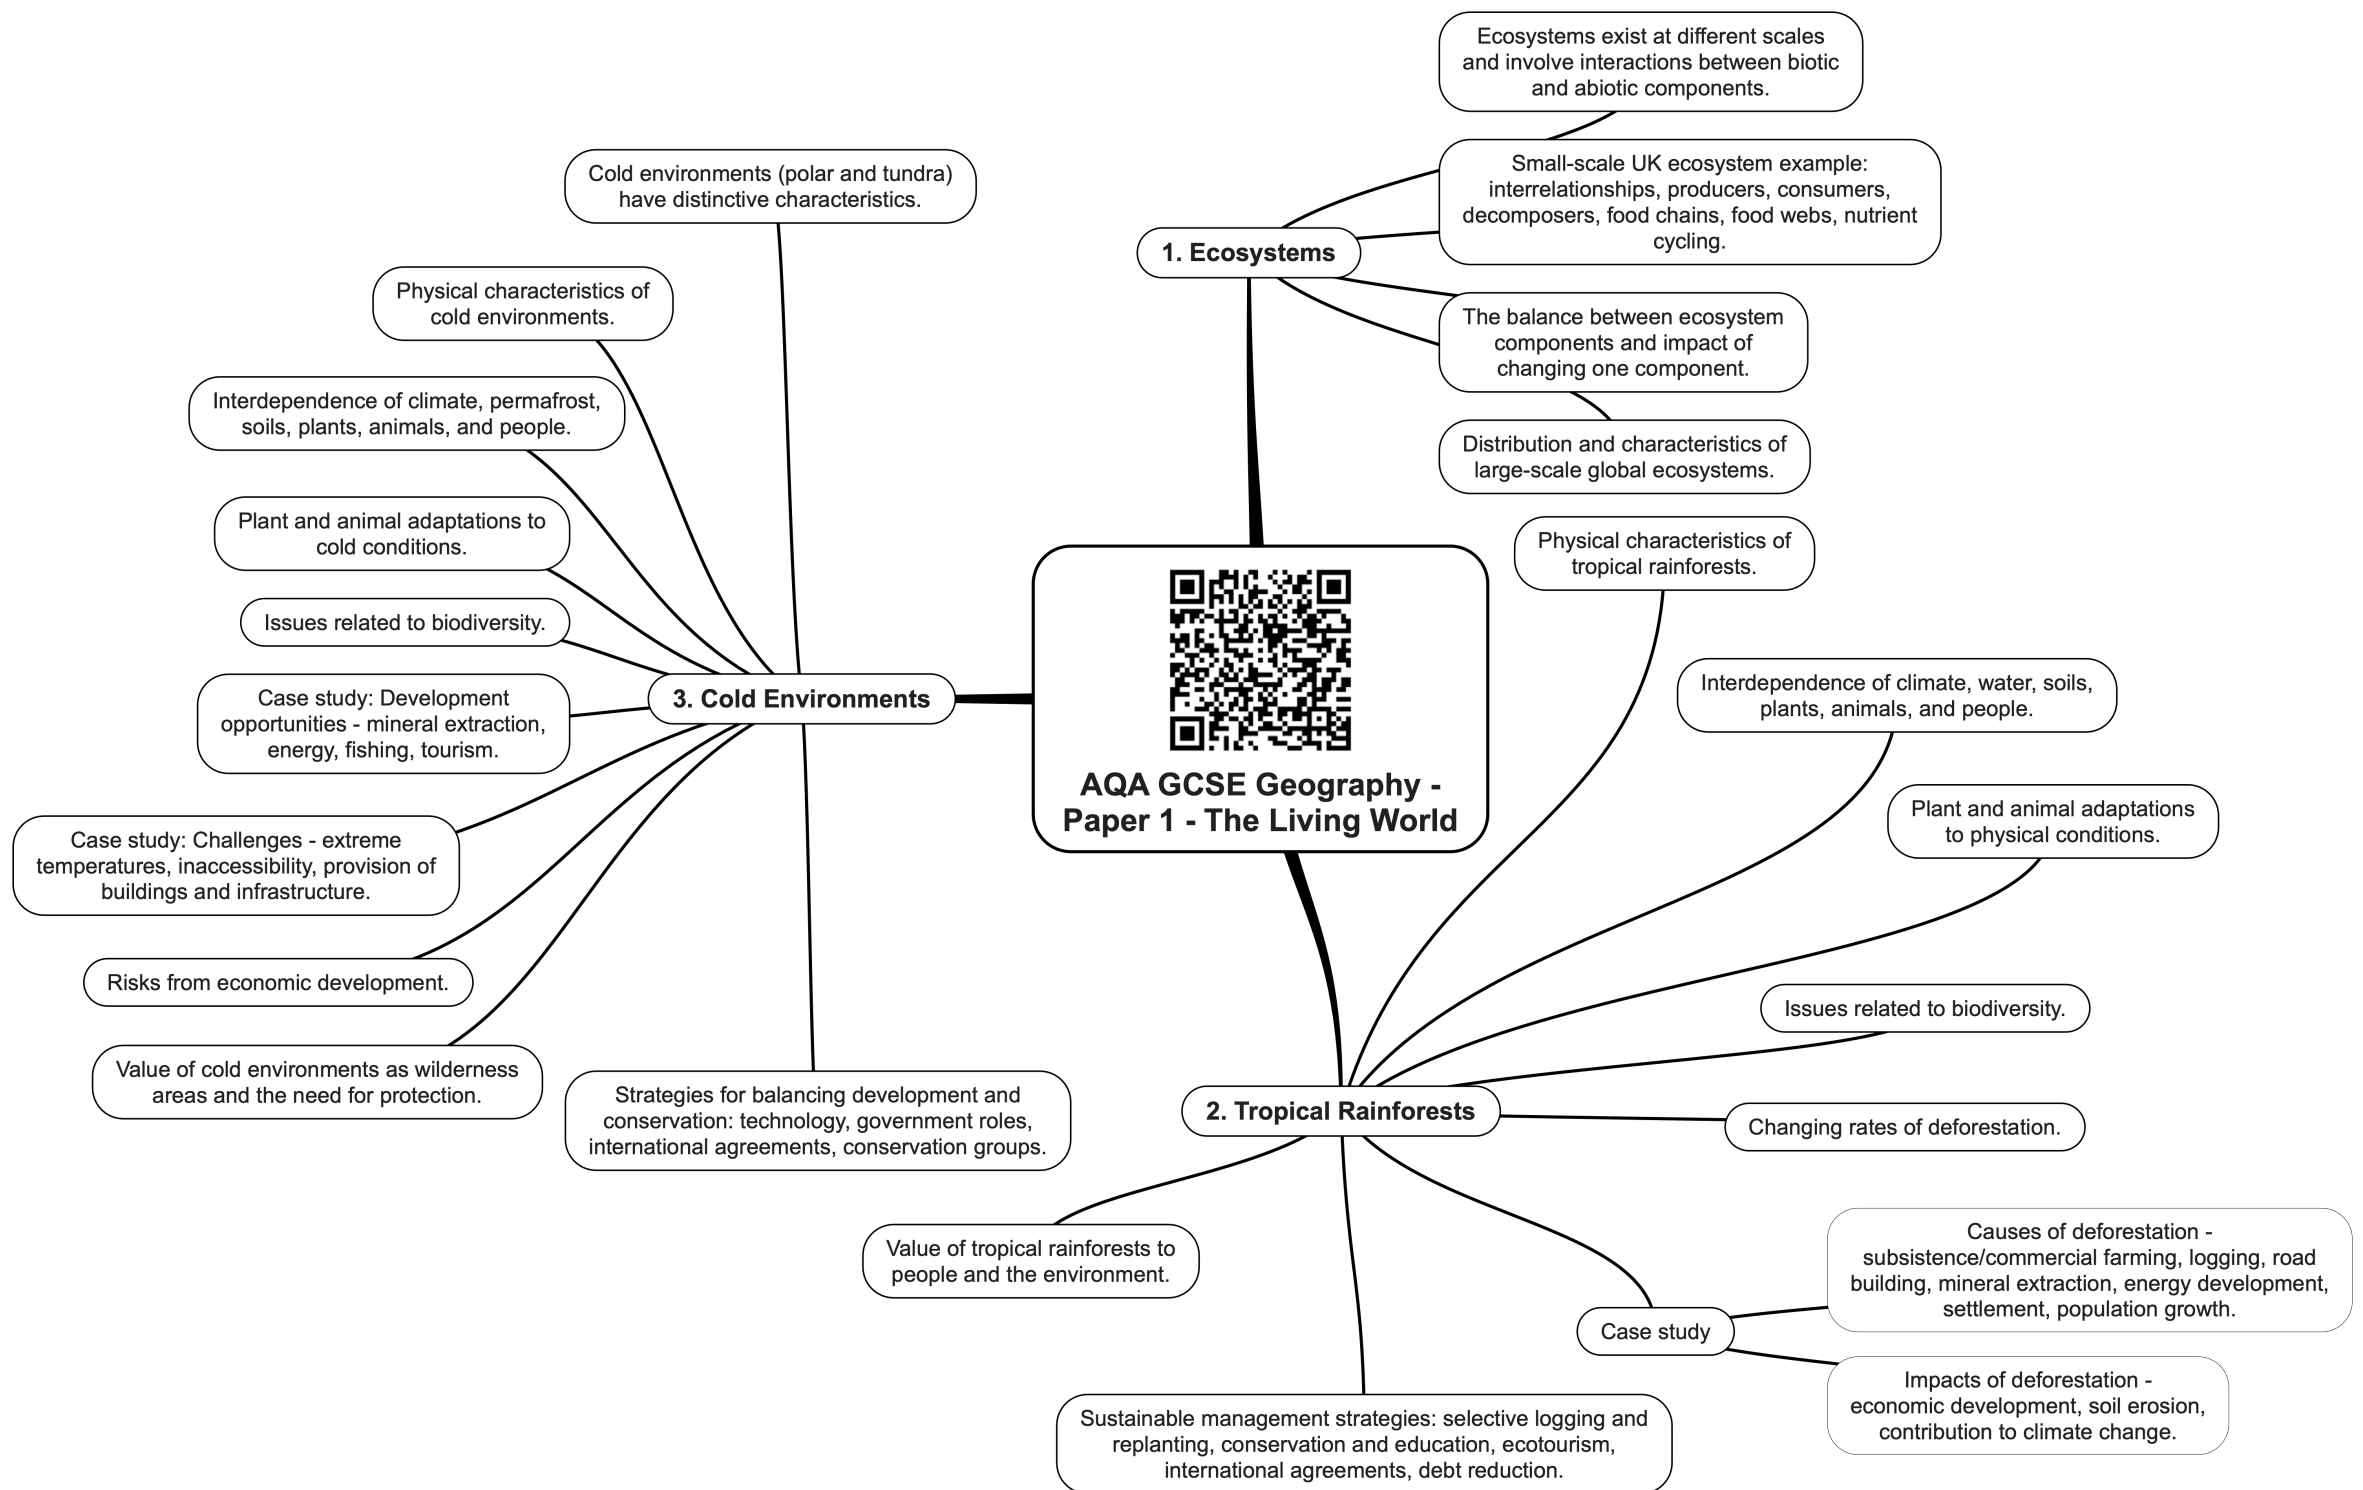 AQA GCSE Geography -
Paper 1 - The Living World
1. Ecosystems
Ecosystems exist at different scales
and involve interactions between biotic
and abiotic components.
Small-scale UK ecosystem example:
interrelationships, producers, consumers,
decomposers, food chains, food webs, nutrient
cycling.
The balance between ecosystem
components and impact of
changing one component.
Distribution and characteristics of
large-scale global ecosystems.
2. Tropical Rainforests
Physical characteristics of
tropical rainforests.
Interdependence of climate, water, soils,
plants, animals, and people.
Plant and animal adaptations
to physical conditions.
Issues related to biodiversity.
Changing rates of deforestation.
Case study
Causes of deforestation -
subsistence/commercial farming, logging, road
building, mineral extraction, energy development,
settlement, population growth.
Impacts of deforestation -
economic development, soil erosion,
contribution to climate change.
Sustainable management strategies: selective logging and
replanting, conservation and education, ecotourism,
international agreements, debt reduction.
Value of tropical rainforests to
people and the environment.
3. Cold Environments
Cold environments (polar and tundra)
have distinctive characteristics.
Physical characteristics of
cold environments.
Interdependence of climate, permafrost,
soils, plants, animals, and people.
Plant and animal adaptations to
cold conditions.
Issues related to biodiversity.
Case study: Development
opportunities - mineral extraction,
energy, fishing, tourism.
Case study: Challenges - extreme
temperatures, inaccessibility, provision of
buildings and infrastructure.
Risks from economic development.
Value of cold environments as wilderness
areas and the need for protection.
Strategies for balancing development and
conservation: technology, government roles,
international agreements, conservation groups.